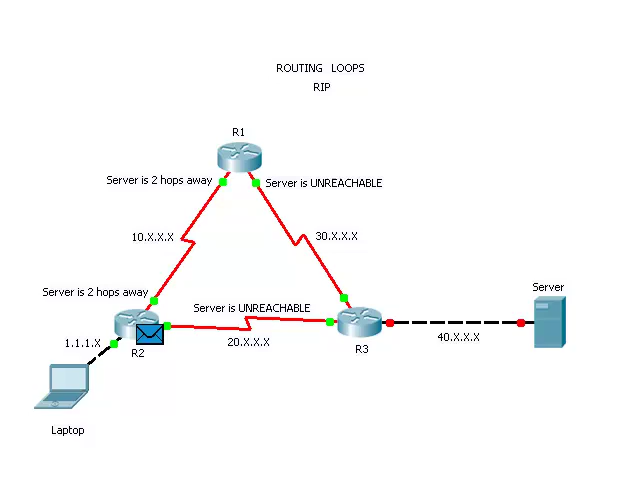 ROUTING LOOPS
RIP
R1
Server is 2 hops away
Server is UNREACHABLE
10.X.X.X
30.X.X.X
Server is 2 hops away
Server is UNREACHABLE
Server
R2
20.X.X.X
R3
40.X.X.X
1.1.1.X
Laptop